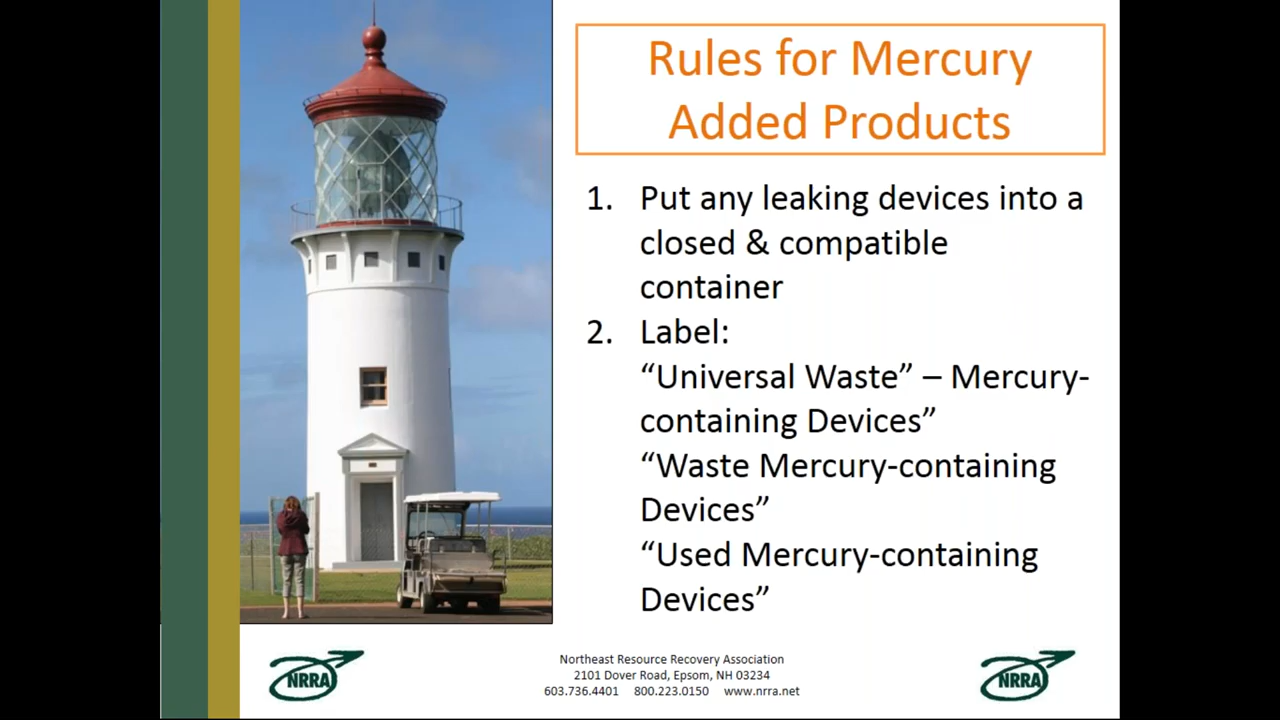 Rules for Mercury
Added Products
1. Put any leaking devices into a
closed & compatible
container
2. Label:
“Universal Waste” – Mercury-
containing Devices”
“Waste Mercury-containing
Devices”
“Used Mercury-containing
Devices”
NRRA
Northeast Resource Recovery Association
2101 Dover Road, Epsom, NH 03234
603.736.4401 800.223.0150 www.nrra.net
NRRA